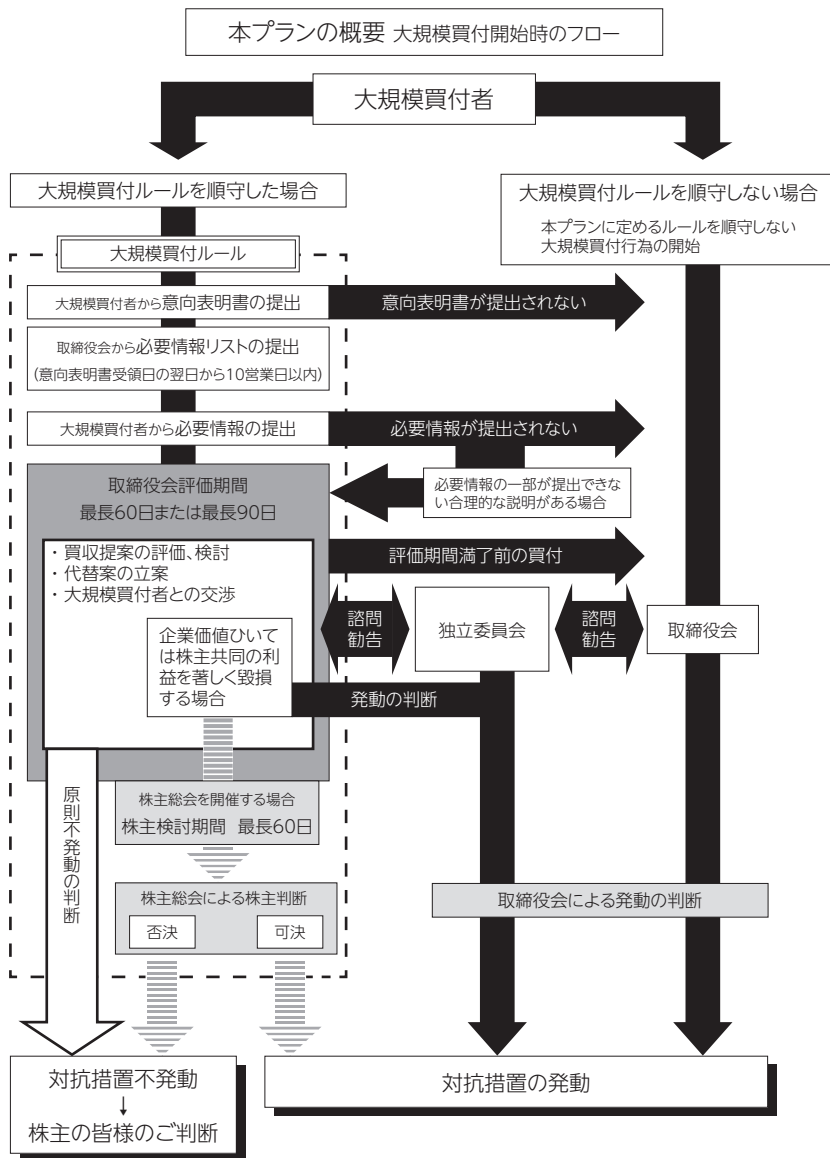 本プランの概要 大規模買付開始時のフロー
大規模買付者
大規模買付ルールを順守した場合
大規模買付ルールを順守しない場合
本プランに定めるルールを順守しない
大規模買付行為の開始
大規模買付ルール
大規模買付者から意向表明書の提出
意向表明書が提出されない
取締役会から必要情報リストの提出
(意向表明書受領日の翌日から10営業日以内)
大規模買付者から必要情報の提出
必要情報が提出されない
必要情報の一部が提出できな
い合理的な説明がある場合
取締役会評価期間
最長60日または最長90日
評価期間満了前の買付
・買収提案の評価、検討
・代替案の立案
・大規模買付者との交渉
諮問
勧告
独立委員会
諮問
勧告
取締役会
企業価値ひいて
は株主共同の利
益を著しく毀損
する場合
発動の判断
原則不発動の判断
株主総会を開催する場合
株主検討期間 最長60日
株主総会による株主判断
否決
可決
取締役会による発動の判断
対抗措置不発動
↓
株主の皆様のご判断
対抗措置の発動